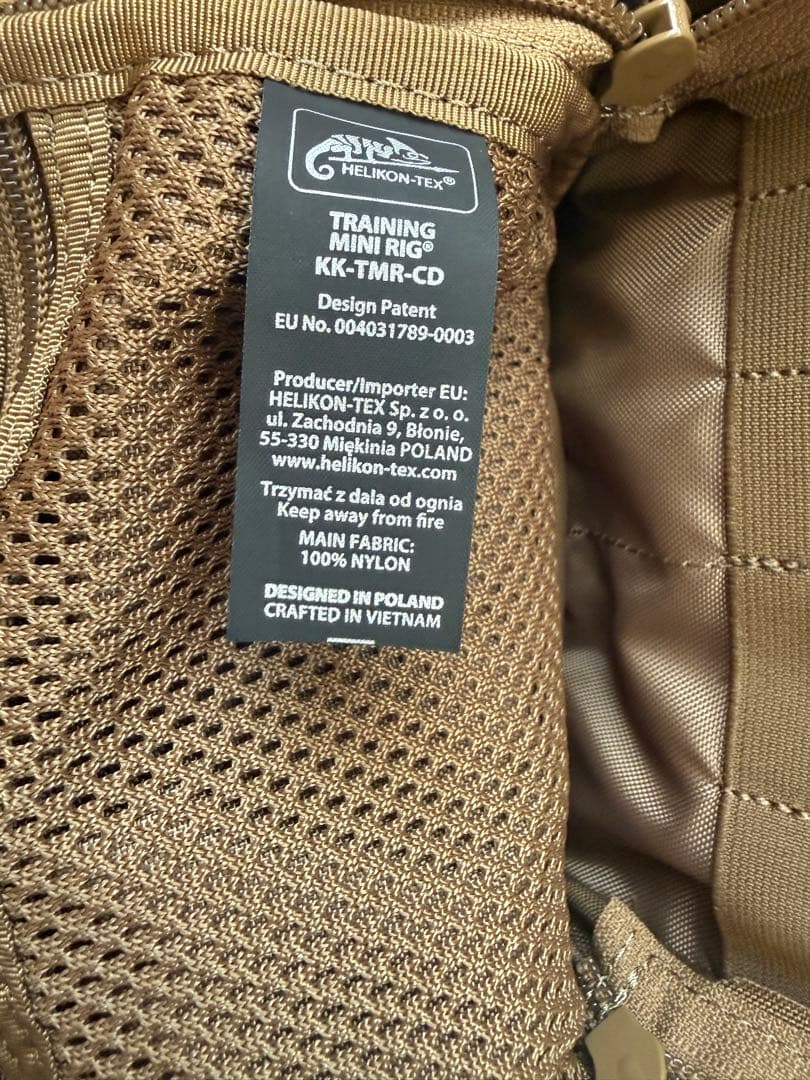 HELIKON-TEX®
TRAINING
MINI RIG®
KK-TMR-CD
Design Patent
EU No. 004031789-0003
Producer/Importer EU:
HELIKON-TEX Sp. z o. o.
ul. Zachodnia 9, Błonie,
55-330 Miękinia POLAND
www.helikon-tex.com
Trzymać z dala od ognia
Keep away from fire
MAIN FABRIC:
100% NYLON
DESIGNED IN POLAND
CRAFTED IN VIETNAM